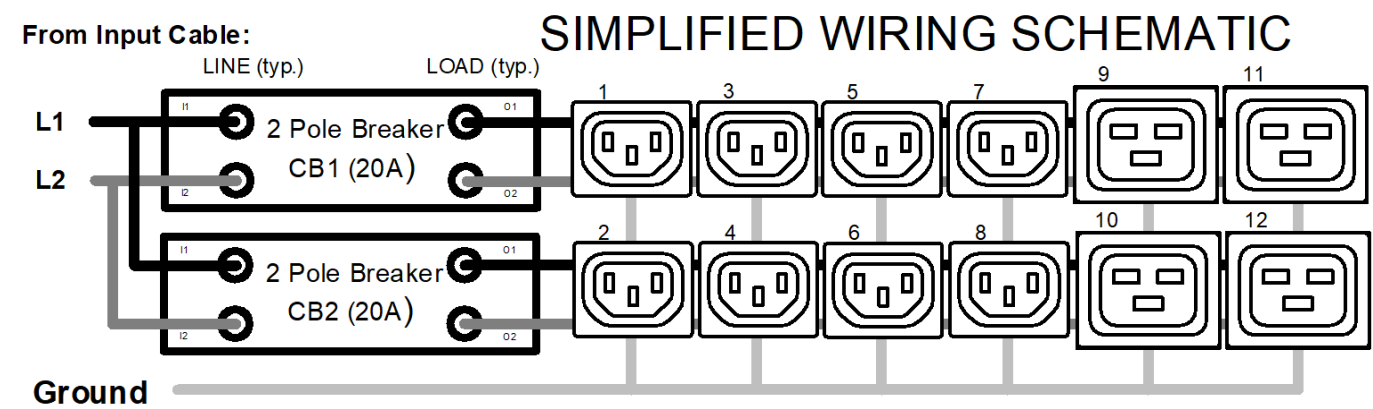 SIMPLIFIED WIRING SCHEMATIC
From Input Cable:
LINE (typ.)
LOAD (typ.)
1
3
5
7
9
11
I1
O1
L1
2 Pole Breaker
CB1 (20A)
L2
I2
O2
2
4
6
8
10
12
I1
O1
2 Pole Breaker
CB2 (20A)
I2
O2
Ground